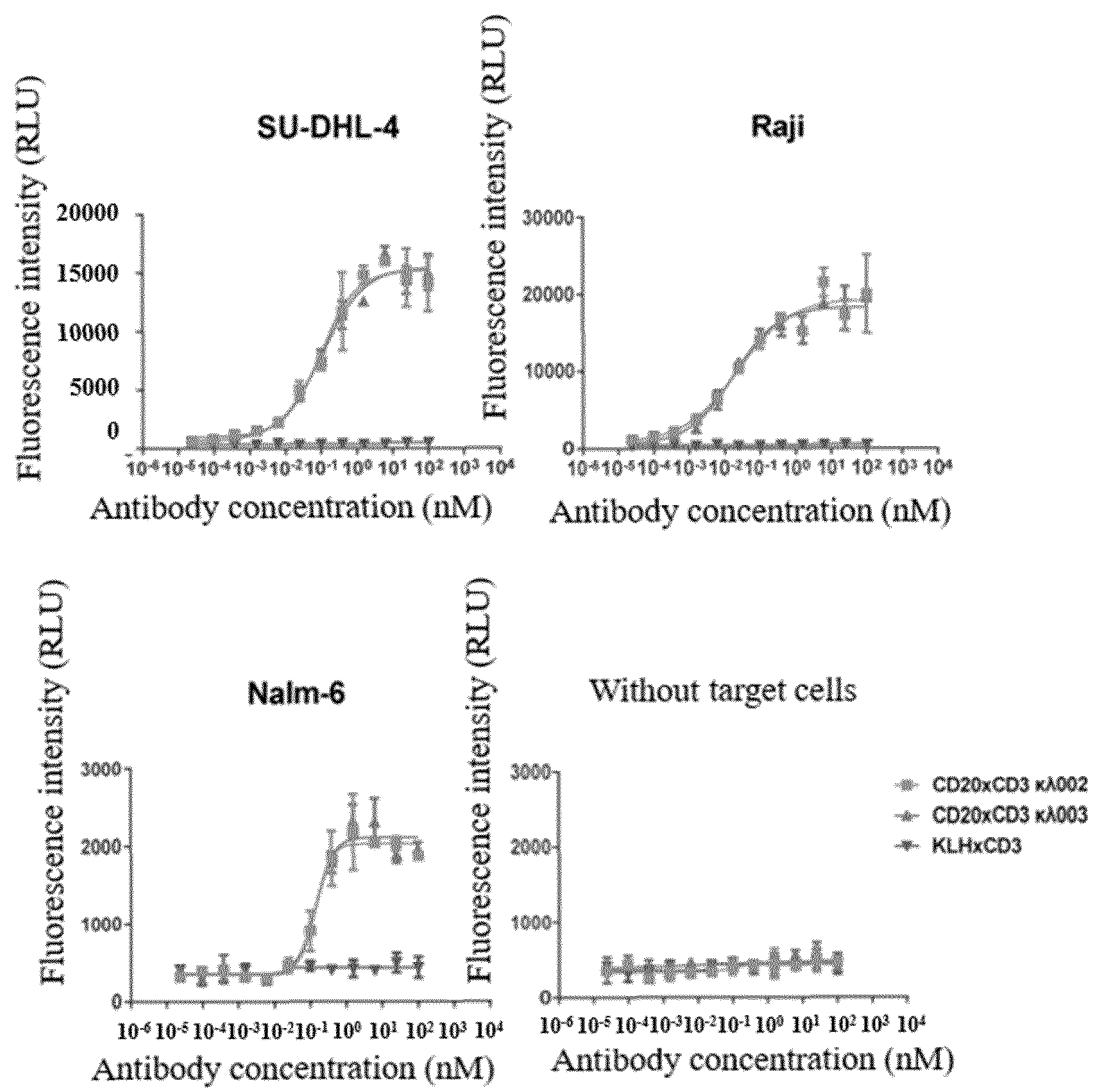 SU-DHL-4
Fluorescence intensity (RLU)
20000
15000
10000
5000
0
10⁻⁶ 10⁻⁵ 10⁻⁴ 10⁻³ 10⁻² 10⁻¹ 10⁰ 10¹ 10² 10³ 10⁴
Antibody concentration (nM)
Raji
Fluorescence intensity (RLU)
30000
20000
10000
0
10⁻⁶ 10⁻⁵ 10⁻⁴ 10⁻³ 10⁻² 10⁻¹ 10⁰ 10¹ 10² 10³ 10⁴
Antibody concentration (nM)
Nalm-6
Fluorescence intensity (RLU)
3000
2000
1000
0
10⁻⁶ 10⁻⁵ 10⁻⁴ 10⁻³ 10⁻² 10⁻¹ 10⁰ 10¹ 10² 10³ 10⁴
Antibody concentration (nM)
Without target cells
Fluorescence intensity (RLU)
3000
2000
1000
0
10⁻⁶ 10⁻⁵ 10⁻⁴ 10⁻³ 10⁻² 10⁻¹ 10⁰ 10¹ 10² 10³ 10⁴
Antibody concentration (nM)
CD20xCD3 κλ002
CD20xCD3 κλ003
KLHxCD3